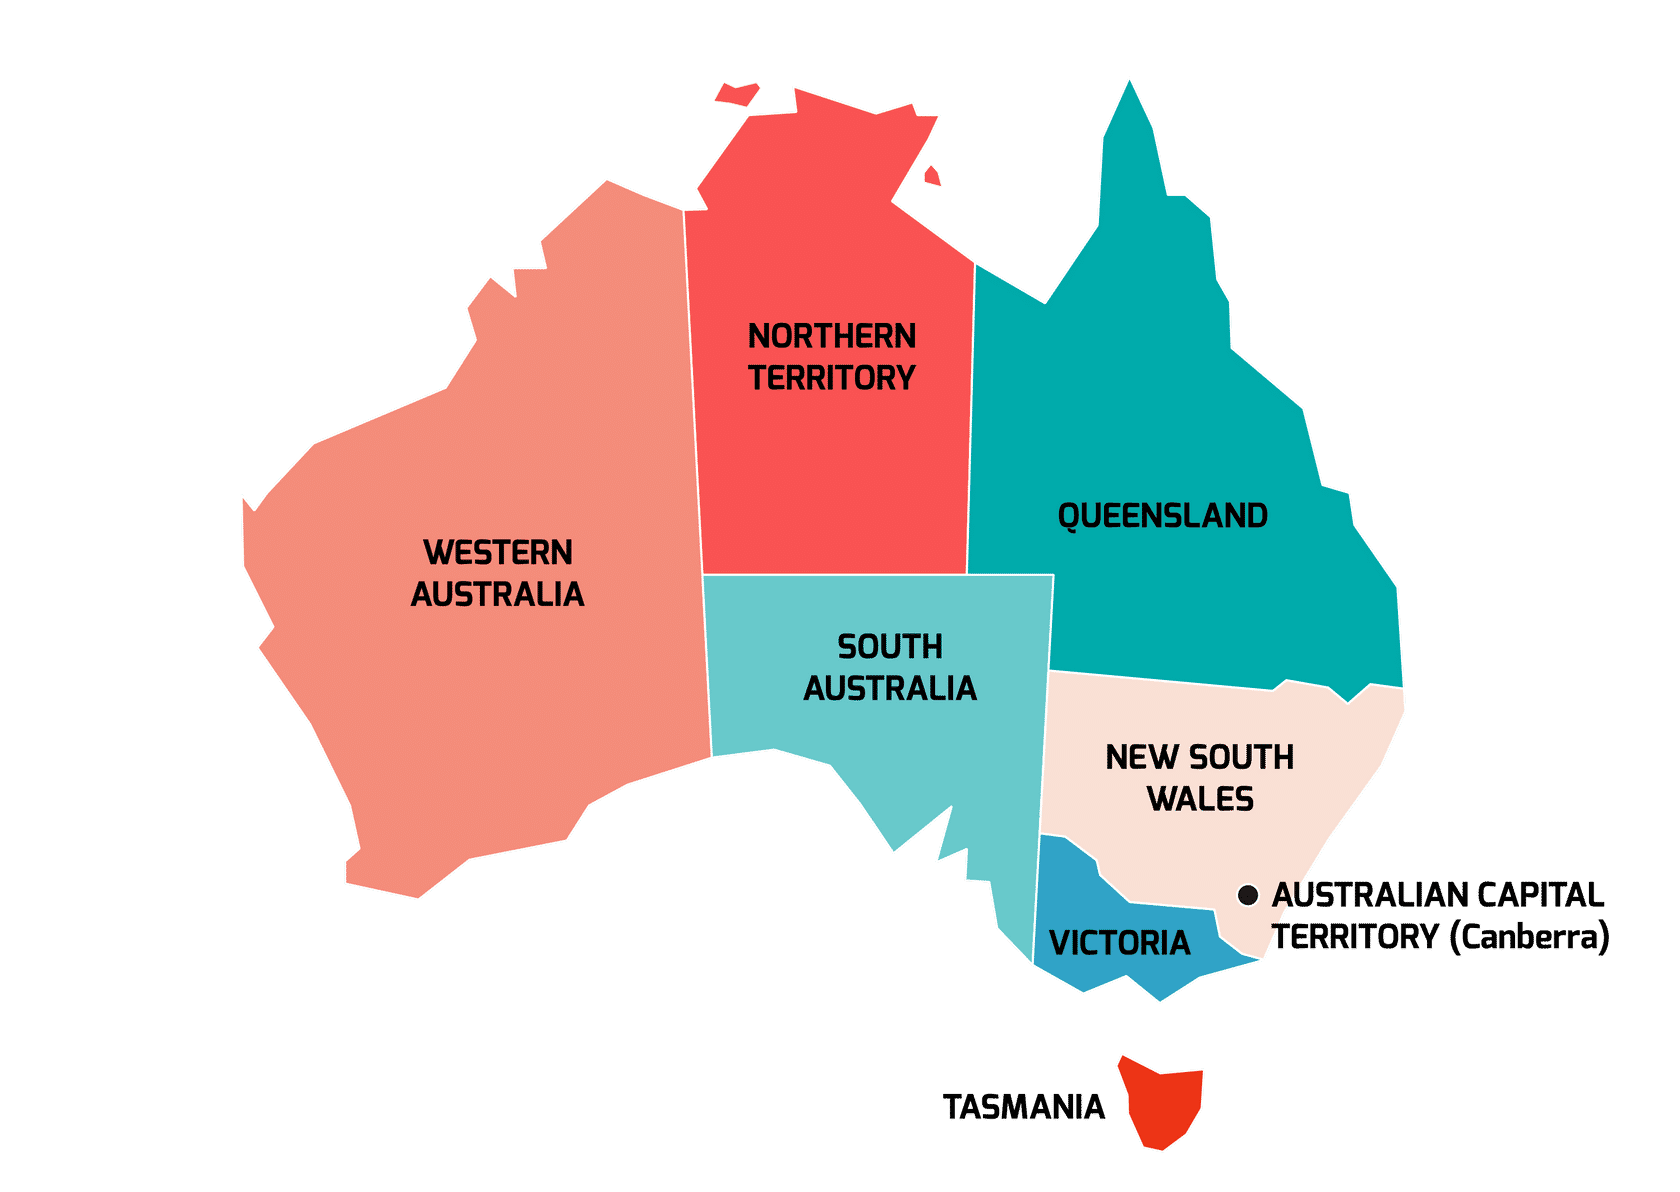 NORTHERN
TERRITORY
QUEENSLAND
WESTERN
AUSTRALIA
SOUTH
AUSTRALIA
NEW SOUTH
WALES
AUSTRALIAN CAPITAL
TERRITORY (Canberra)
VICTORIA
TASMANIA